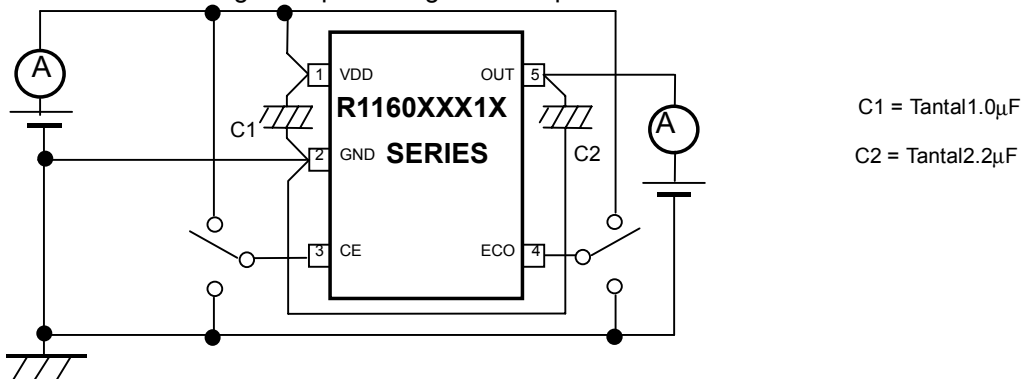 A
1 VDD
OUT 5
R1160XXX1X
SERIES
C1
2 GND
C2
A
3 CE
ECO 4
C1 = Tantal1.0μF
C2 = Tantal2.2μF